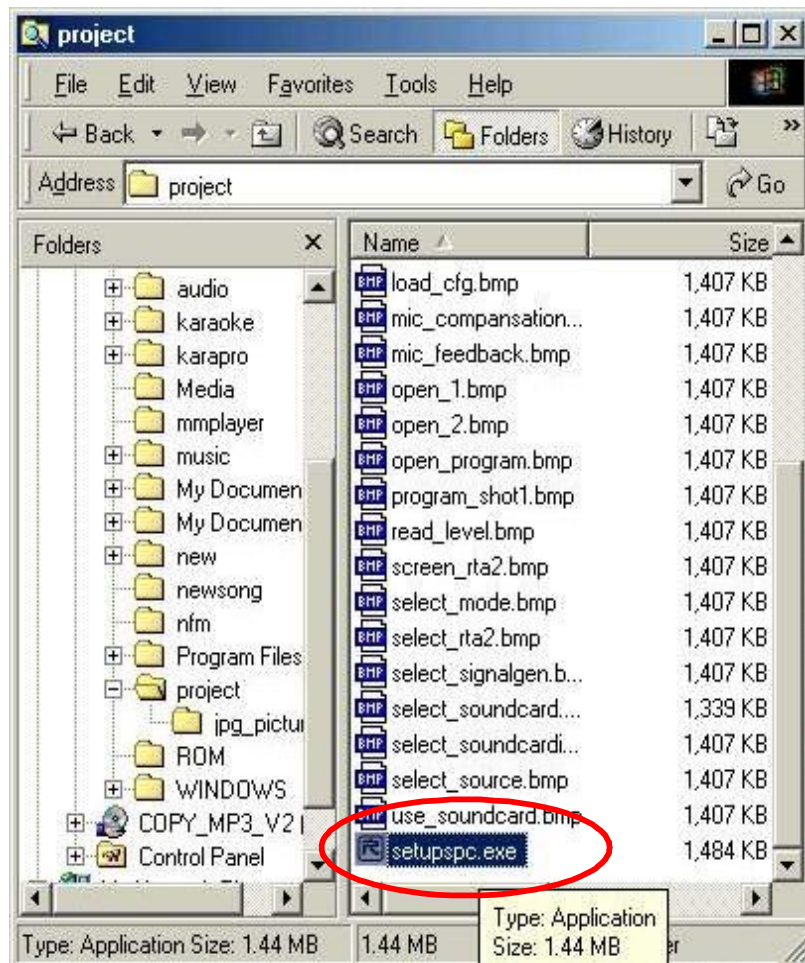 project
File Edit View Favorites Tools Help
Back Search Folders History »
Address project Go
Folders
audio
karaoke
karapro
Media
mmplayer
music
My Documen
My Documen
new
newsong
nfm
Program Files
project
jpg_pictur
ROM
WINDOWS
COPY_MP3_V2
Control Panel
Name Size
load_cfg.bmp 1,407 KB
mic_compansation... 1,407 KB
mic_feedback.bmp 1,407 KB
open_1.bmp 1,407 KB
open_2.bmp 1,407 KB
open_program.bmp 1,407 KB
program_shot1.bmp 1,407 KB
read_level.bmp 1,407 KB
screen_rta2.bmp 1,407 KB
select_mode.bmp 1,407 KB
select_rta2.bmp 1,407 KB
select_signalgen.b... 1,407 KB
select_soundcard.... 1,339 KB
select_soundcardi... 1,407 KB
select_source.bmp 1,407 KB
use_soundcard.bmp 1,407 KB
setupspc.exe 1,484 KB
Type: Application
Size: 1.44 MB
Type: Application Size: 1.44 MB 1.44 MB